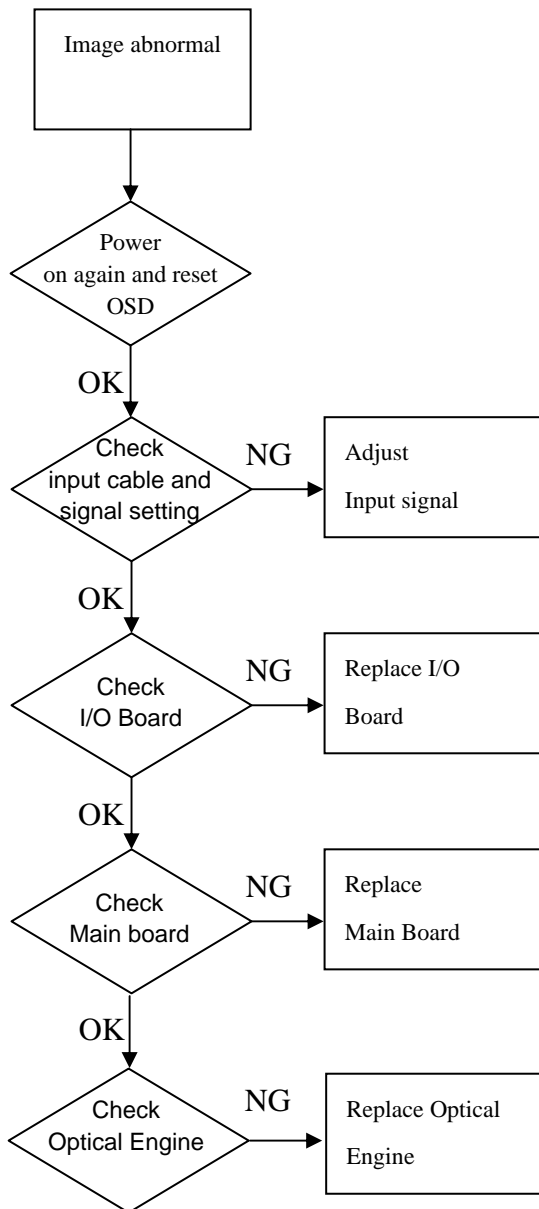 Image abnormal
Power
on again and reset
OSD
OK
Check
input cable and
signal setting
NG
Adjust
Input signal
OK
Check
I/O Board
NG
Replace I/O
Board
OK
Check
Main board
NG
Replace
Main Board
OK
Check
Optical Engine
NG
Replace Optical
Engine